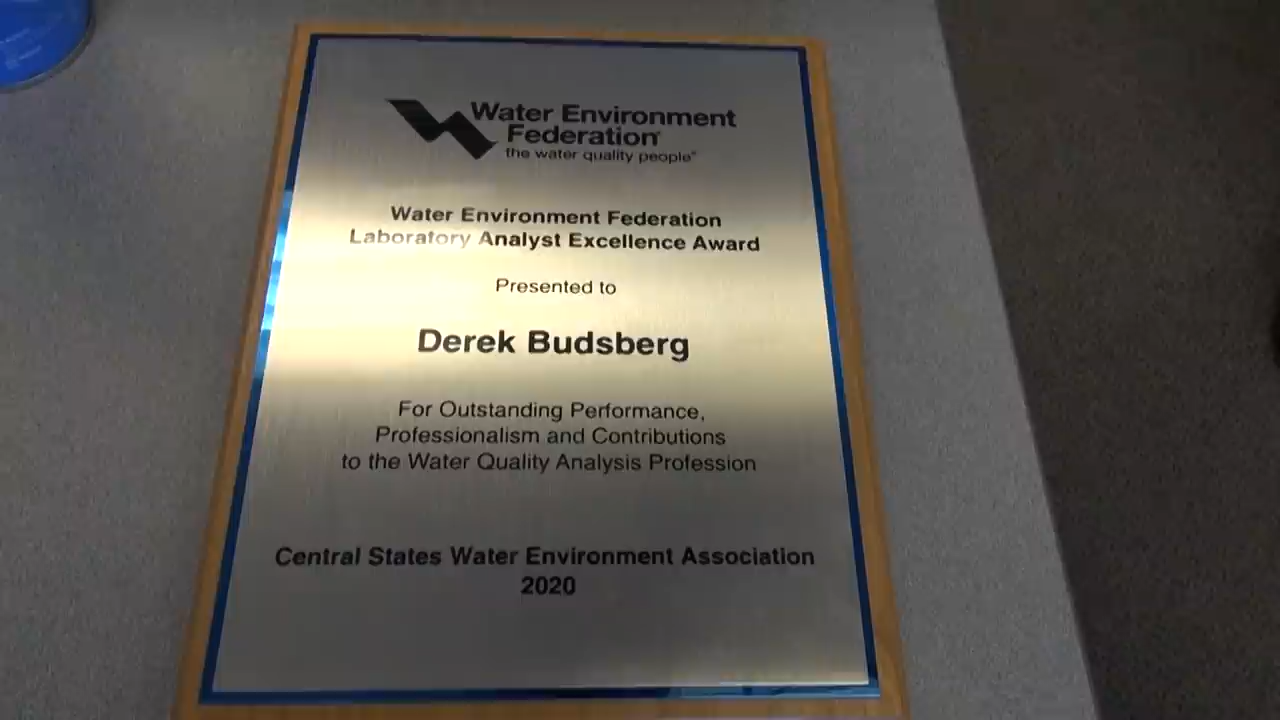 Water Environment
Federation
the water quality people®
Water Environment Federation
Laboratory Analyst Excellence Award
Presented to
Derek Budsberg
For Outstanding Performance,
Professionalism and Contributions
to the Water Quality Analysis Profession
Central States Water Environment Association
2020